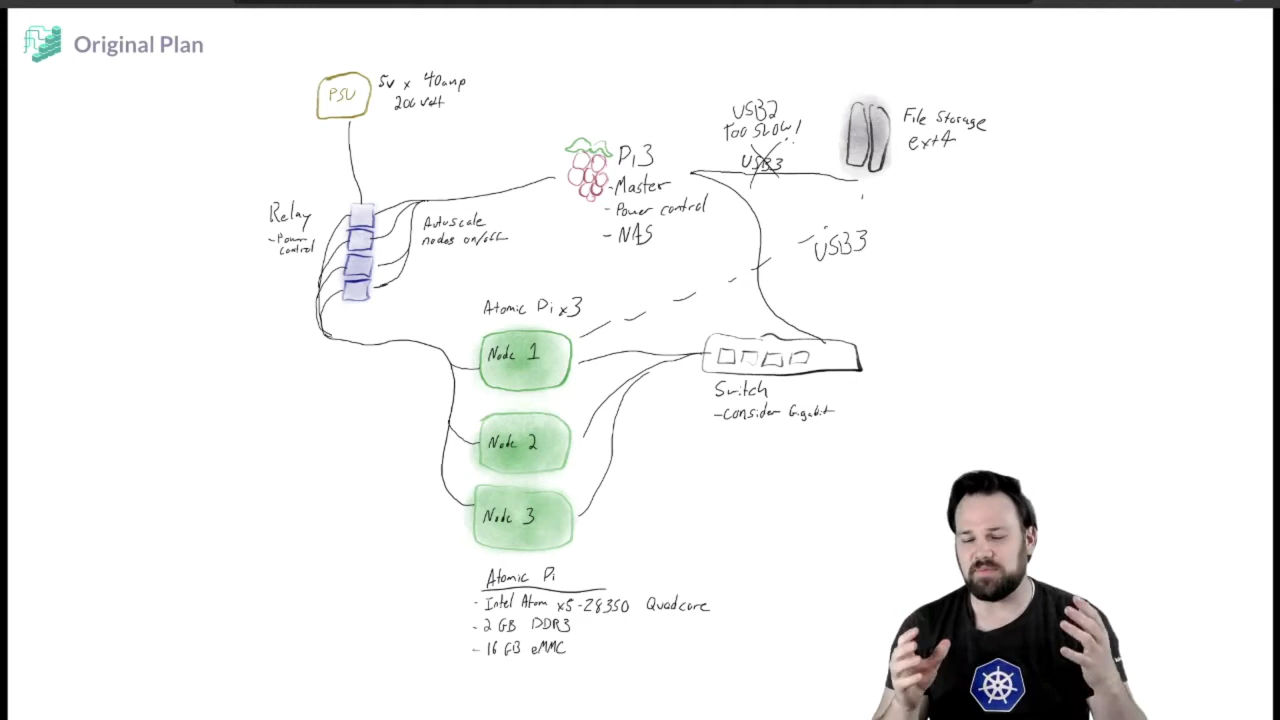 Original Plan
PSU
5v x 40amp
200 watt
Relay
- Power
control
Autoscale
nodes on/off
Pi3
- Master
- Power control
- NAS
USB2
Too Slow!
USB3
File Storage
ext4
USB3
Atomic Pi x3
Node 1
Node 2
Node 3
Switch
- Consider Gigabit
Atomic Pi
- Intel Atom x5-Z8350 Quadcore
- 2 GB DDR3
- 16 GB eMMC